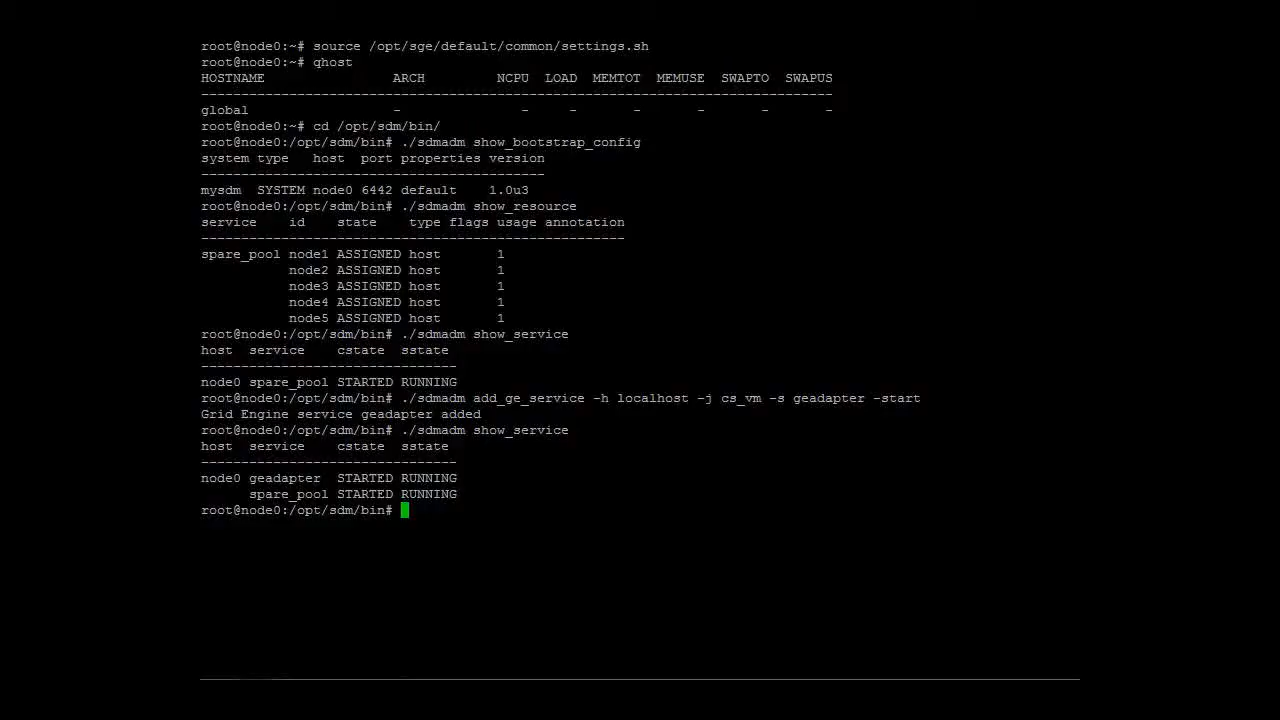 root@node0:~# source /opt/sge/default/common/settings.sh
root@node0:~# qhost
HOSTNAME                ARCH         NCPU  LOAD  MEMTOT  MEMUSE  SWAPTO  SWAPUS
-------------------------------------------------------------------------------
global                  -               -     -       -       -       -       -
root@node0:~# cd /opt/sdm/bin/
root@node0:/opt/sdm/bin# ./sdmadm show_bootstrap_config
system type   host  port properties version
-------------------------------------------
mysdm  SYSTEM node0 6442 default    1.0u3
root@node0:/opt/sdm/bin# ./sdmadm show_resource
service    id    state    type flags usage annotation
-----------------------------------------------------
spare_pool node1 ASSIGNED host       1
           node2 ASSIGNED host       1
           node3 ASSIGNED host       1
           node4 ASSIGNED host       1
           node5 ASSIGNED host       1
root@node0:/opt/sdm/bin# ./sdmadm show_service
host  service    cstate  sstate
--------------------------------
node0 spare_pool STARTED RUNNING
root@node0:/opt/sdm/bin# ./sdmadm add_ge_service -h localhost -j cs_vm -s geadapter -start
Grid Engine service geadapter added
root@node0:/opt/sdm/bin# ./sdmadm show_service
host  service    cstate  sstate
--------------------------------
node0 geadapter  STARTED RUNNING
      spare_pool STARTED RUNNING
root@node0:/opt/sdm/bin#